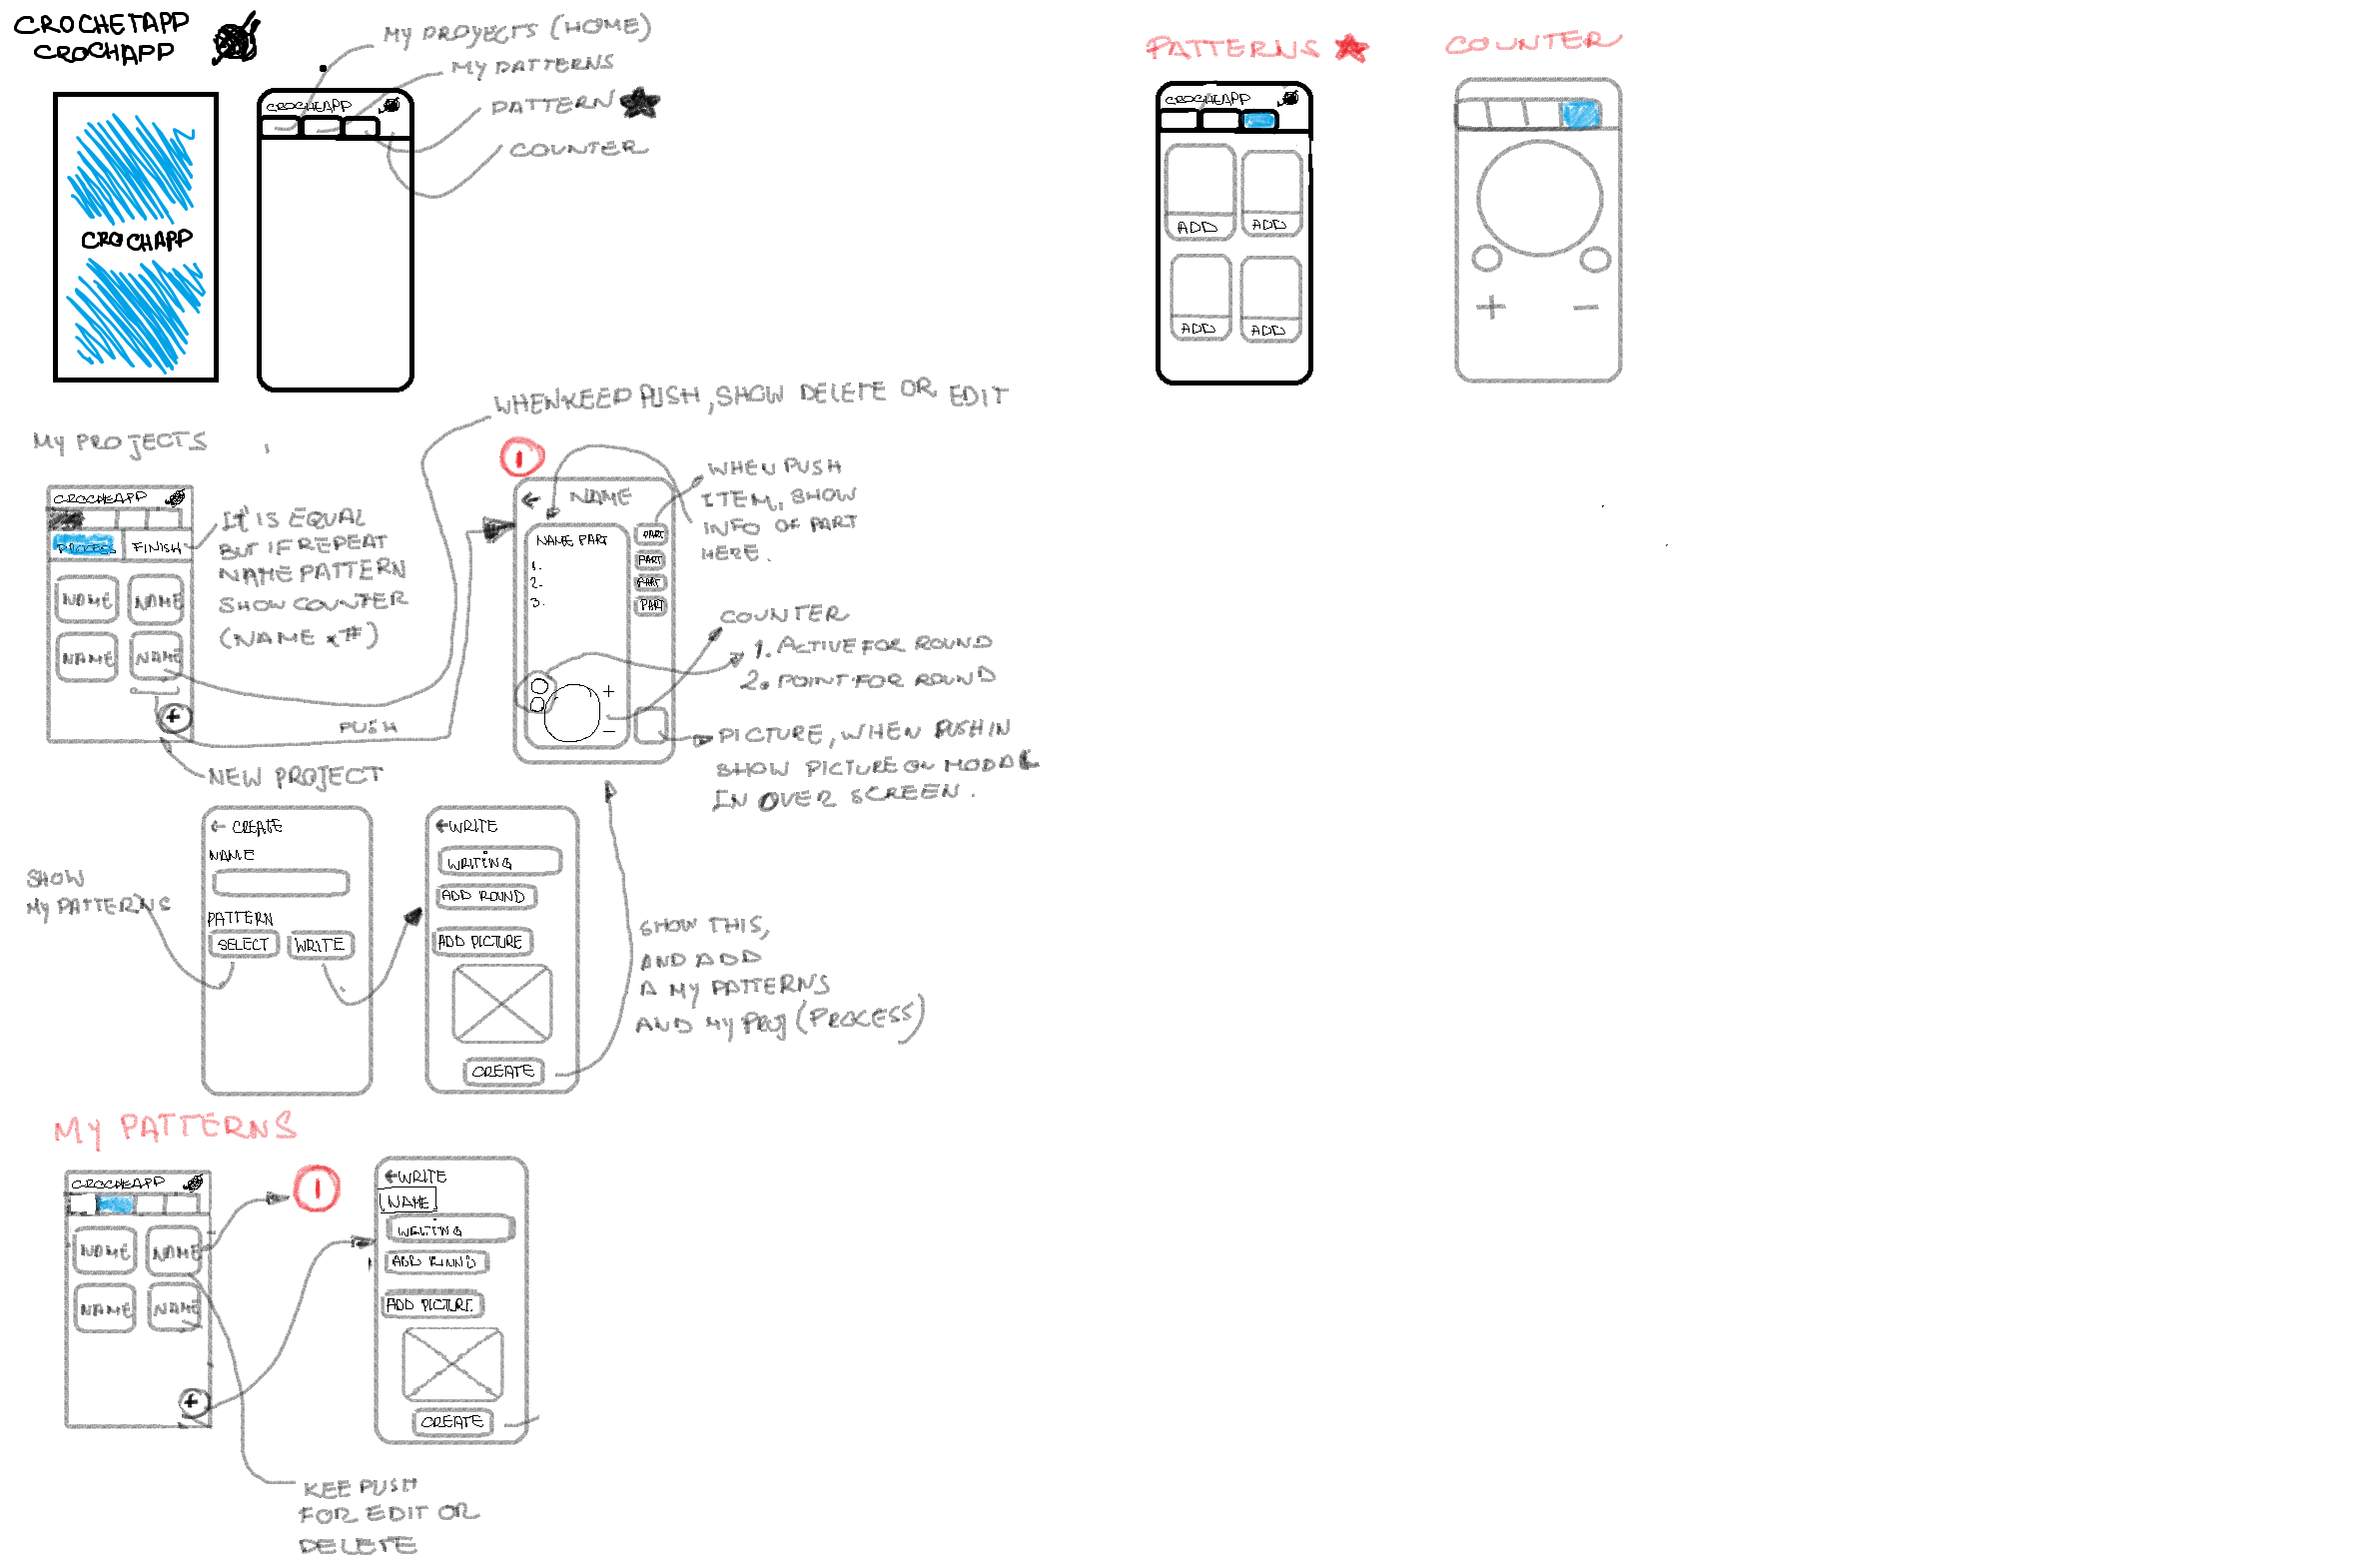 CROCHETAPP
CROCHAPP
MY PROYECTS (HOME)
MY PATTERNS
PATTERN
COUNTER
CROCHEAPP
CROCHAPP
PATTERNS
COUNTER
CROCHEAPP
ADD
ADD
ADD
ADD
+
−
WHEN KEEP PUSH, SHOW DELETE OR EDIT
MY PROJECTS
CROCHEAPP
PROCESS
FINISH
NAME
NAME
NAME
NAME
+
IT' IS EQUAL
BUT IF REPEAT
NAME PATTERN
SHOW COUNTER
(NAME x #)
PUSH
NEW PROJECT
1
← NAME
NAME PART
1.
2.
3.
PART
PART
PART
PART
+
−
WHEN PUSH
ITEM, SHOW
INFO OF PART
HERE.
COUNTER
1. ACTIVE FOR ROUND
2. POINT FOR ROUND
PICTURE, WHEN PUSH IN
SHOW PICTURE ON MODAL
IN OVER SCREEN.
← CREATE
NAME
PATTERN
SELECT
WRITE
SHOW
MY PATTERNS
← WRITE
WRITING
ADD ROUND
ADD PICTURE
CREATE
SHOW THIS,
AND ADD
A MY PATTERNS
AND MY PROJ (PROCESS)
MY PATTERNS
CROCHEAPP
NAME
NAME
NAME
NAME
+
1
← WRITE
NAME
WRITING
ADD
ADD PICTURE
CREATE
KEE PUSH
FOR EDIT OR
DELETE